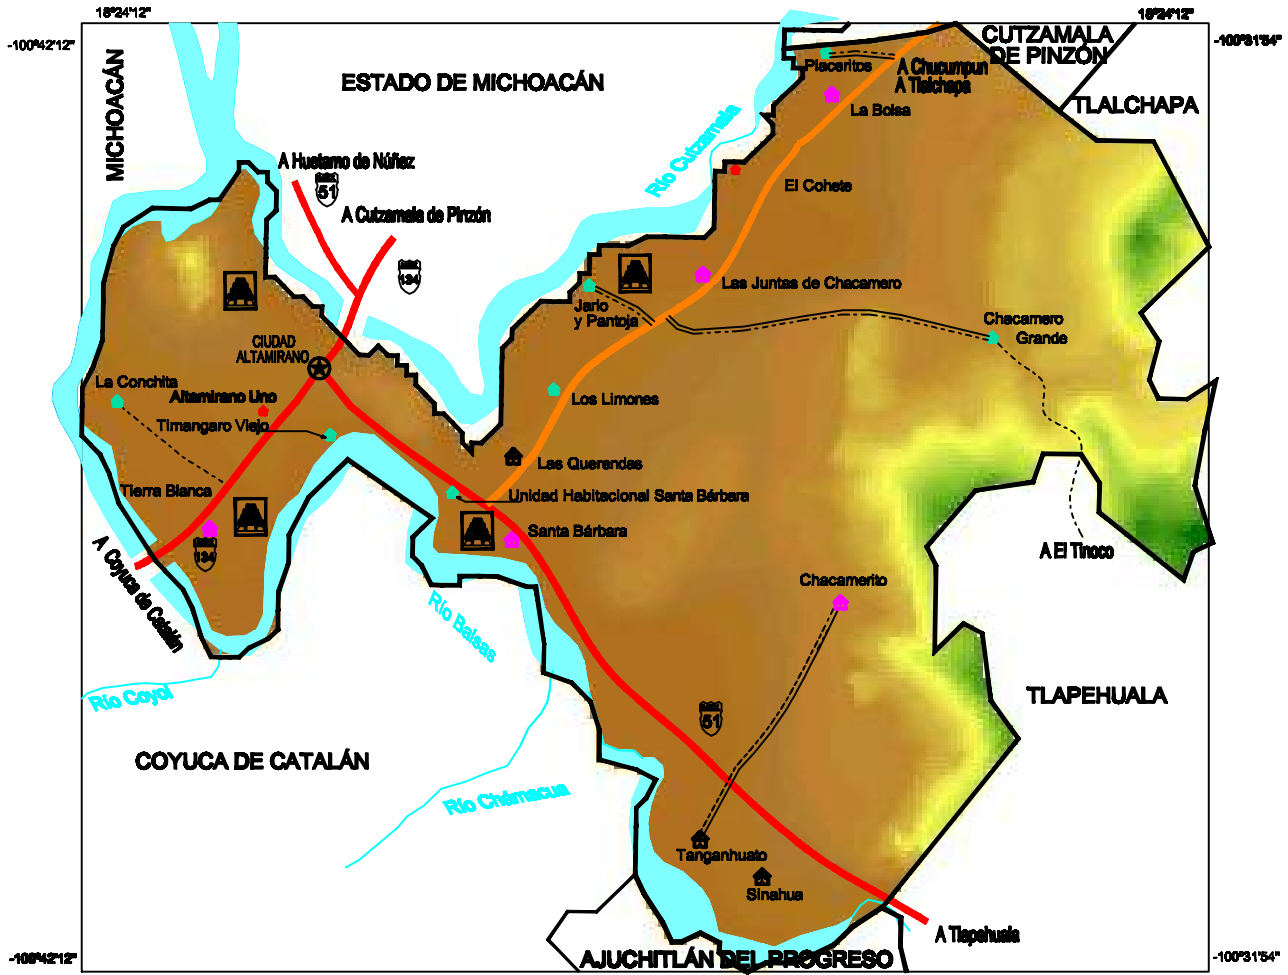 18°24'12"
18°24'12"
-100°42'12"
-100°31'54"
MICHOACÁN
ESTADO DE MICHOACÁN
CUTZAMALA
DE PINZÓN
TLALCHAPA
Placeritos
A Chucumpun
A Tlalchapa
La Bolsa
Río Cutzamala
A Huetamo de Núñez
51
A Cutzamala de Pinzón
134
El Cohete
Las Juntas de Chacamero
Jario
y Pantoja
Chacamero
Grande
CIUDAD
ALTAMIRANO
La Conchita
Altamirano Uno
Timangaro Viejo
Los Limones
Las Querendas
Tierra Blanca
Unidad Habitacional Santa Bárbara
Santa Bárbara
134
A Coyuca de Catalán
A El Tinoco
Chacamerito
Río Balsas
Río Coyol
TLAPEHUALA
51
COYUCA DE CATALÁN
Río Chámacua
Tanganhuato
Sinahua
A Tlapehuala
AJUCHITLÁN DEL PROGRESO
-100°42'12"
-100°31'54"